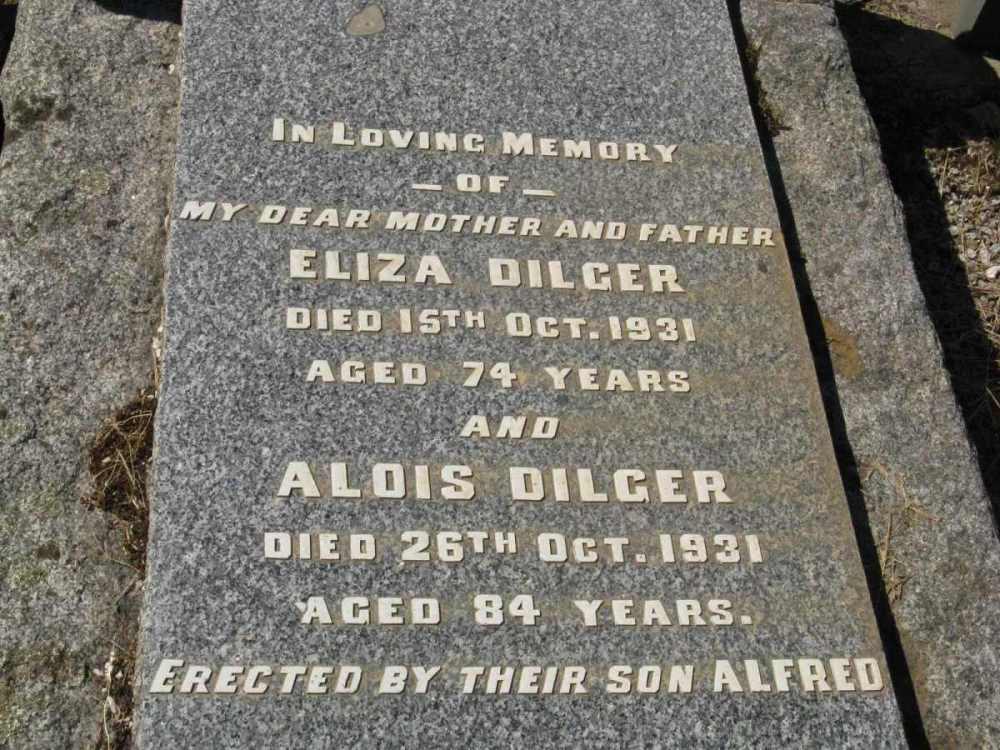 In Loving Memory
— OF —
MY DEAR MOTHER AND FATHER
ELIZA DILGER
DIED 15TH OCT. 1931
AGED 74 YEARS
AND
ALOIS DILGER
DIED 26TH OCT. 1931
AGED 84 YEARS.
ERECTED BY THEIR SON ALFRED